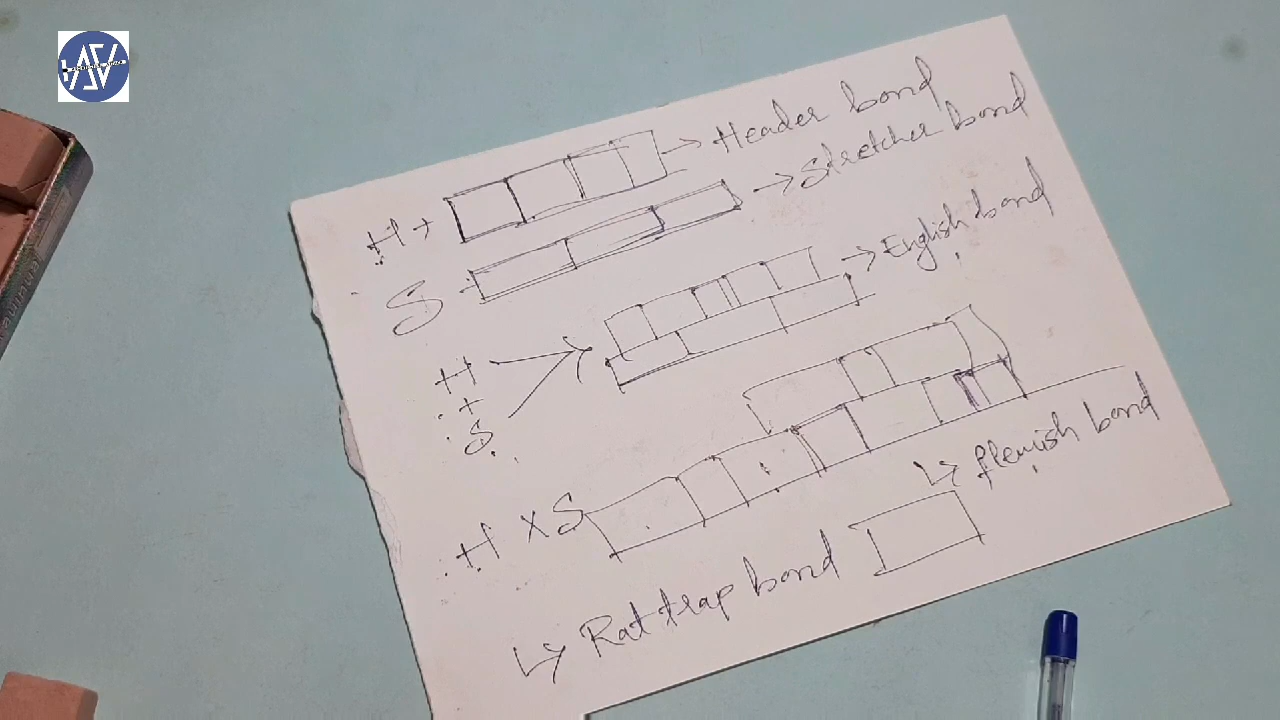 H → Header bond
S → Stretcher bond
H
+
S → English bond
H X S
↳ flemish bond
↳ Rat trap bond